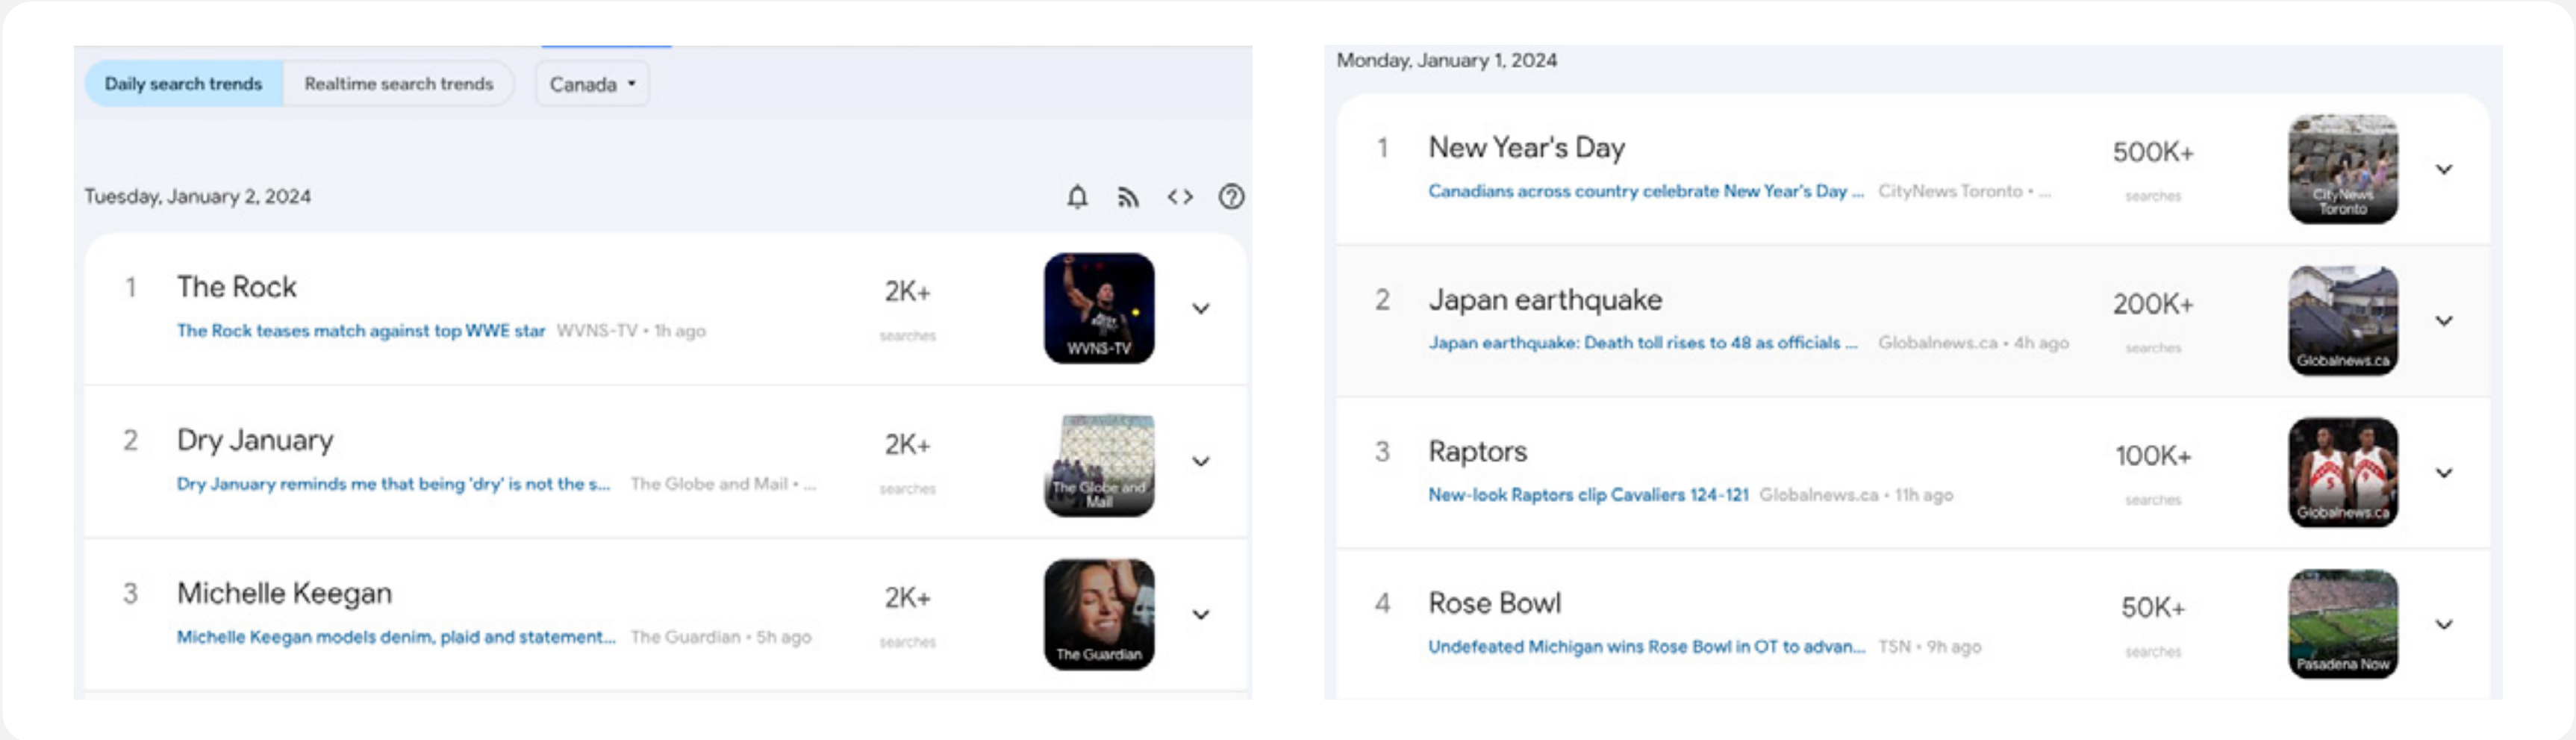 Daily search trends
Realtime search trends
Canada
Tuesday, January 2, 2024
1
The Rock
The Rock teases match against top WWE star WVNS-TV • 1h ago
2K+
searches
WVNS-TV
2
Dry January
Dry January reminds me that being 'dry' is not the s... The Globe and Mail • ...
2K+
searches
The Globe and
Mail
3
Michelle Keegan
Michelle Keegan models denim, plaid and statement... The Guardian • 5h ago
2K+
searches
The Guardian
Monday, January 1, 2024
1
New Year's Day
Canadians across country celebrate New Year's Day ... CityNews Toronto • ...
500K+
searches
CityNews
Toronto
2
Japan earthquake
Japan earthquake: Death toll rises to 48 as officials ... Globalnews.ca • 4h ago
200K+
searches
Globalnews.ca
3
Raptors
New-look Raptors clip Cavaliers 124-121 Globalnews.ca • 11h ago
100K+
searches
Globalnews.ca
4
Rose Bowl
Undefeated Michigan wins Rose Bowl in OT to advan... TSN • 9h ago
50K+
searches
Pasadena Now